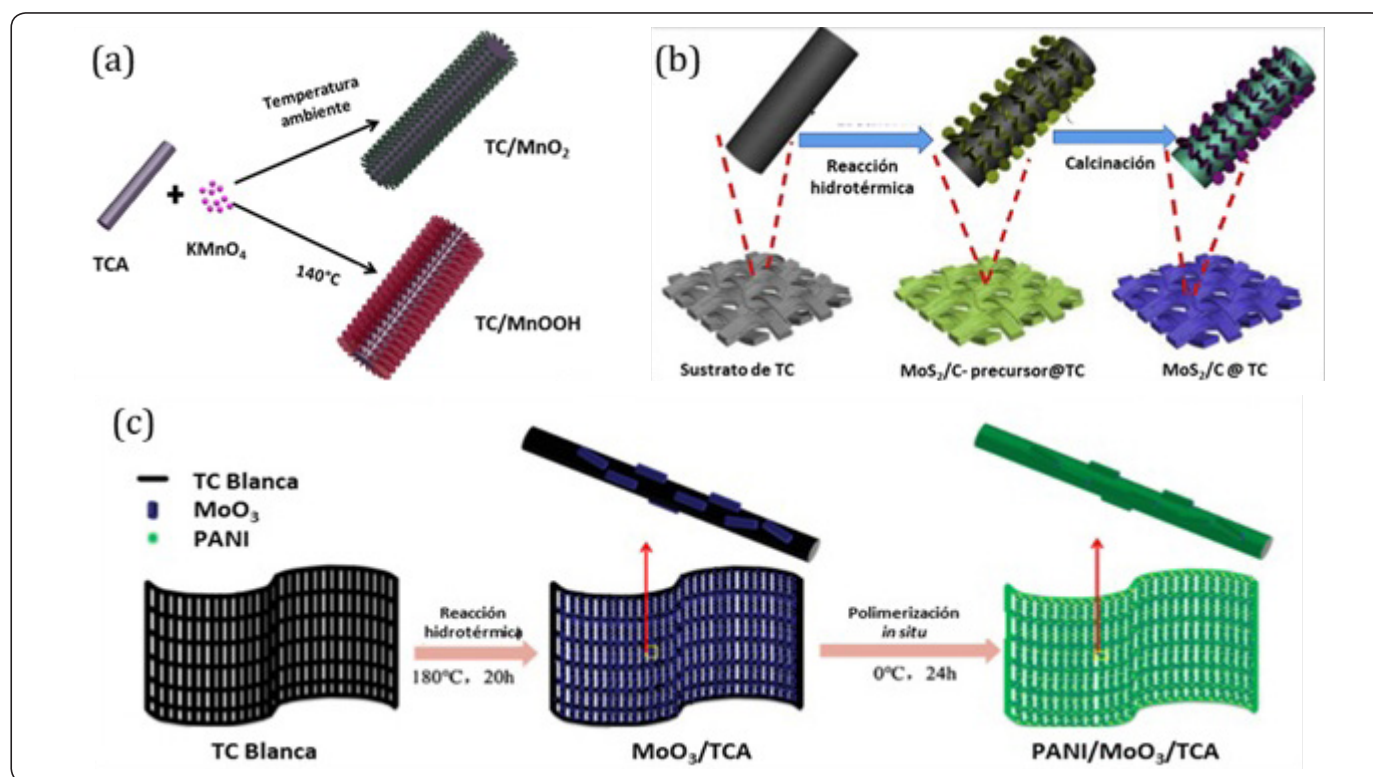 (a)
Temperatura
ambiente
TC/MnO₂
TCA
+
KMnO₄
140°C
TC/MnOOH
(b)
Reacción
hidrotérmica
Calcinación
Sustrato de TC
MoS₂/C- precursor@TC
MoS₂/C @ TC
(c)
TC Blanca
MoO₃
PANI
Reacción
hidrotérmica
180℃, 20h
Polimerización
in situ
0℃, 24h
TC Blanca
MoO₃/TCA
PANI/MoO₃/TCA